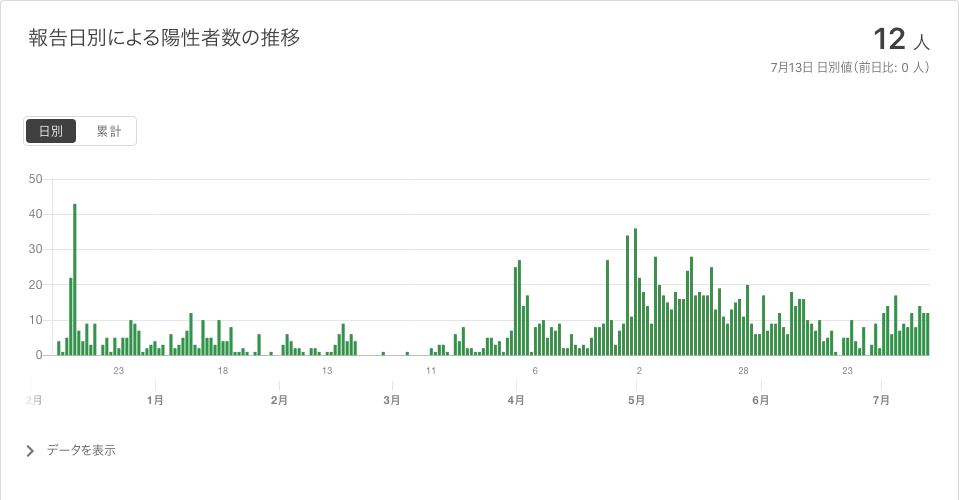 報告日別による陽性者数の推移
12 人
7月13日 日別値(前日比: 0 人)
日別 累計
50
40
30
20
10
0
23 18 13 11 6 2 28 23
2月 1月 2月 3月 4月 5月 6月 7月
データを表示